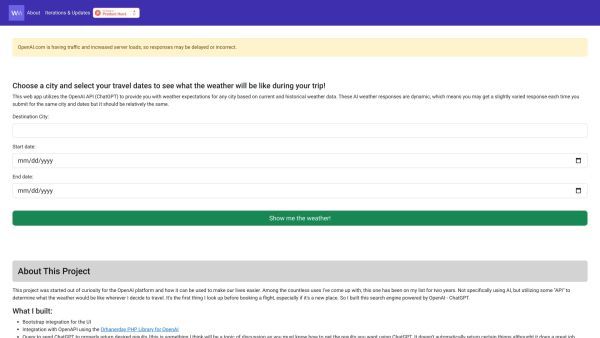 About Iterations & Updates Product Hunt
OpenAI.com is having traffic and increased server loads, so responses may be delayed or incorrect.
Choose a city and select your travel dates to see what the weather will be like during your trip!
This web app utilizes the OpenAI API (ChatGPT) to provide you with weather expectations for any city based on current and historical weather data. These AI weather responses are dynamic, which means you may get a slightly varied response each time you
submit for the same city and dates but it should be relatively the same.
Destination City:
Start date:
mm/dd/yyyy
End date:
mm/dd/yyyy
Show me the weather!
About This Project
This project was started out of curiosity for the OpenAI platform and how it can be used to make our lives easier. Among the countless uses I've come up with, this one has been on my list for two years. Not specifically using AI, but utilizing some "API" to
determine what the weather would be like wherever I decide to travel. It's the first thing I look up before booking a flight, especially if it's a new place. So I built this search engine powered by OpenAI - ChatGPT
What I built:
Bootstrap integration for the UI
Integration with OpenAPI using the Orhanerday PHP Library for OpenAI